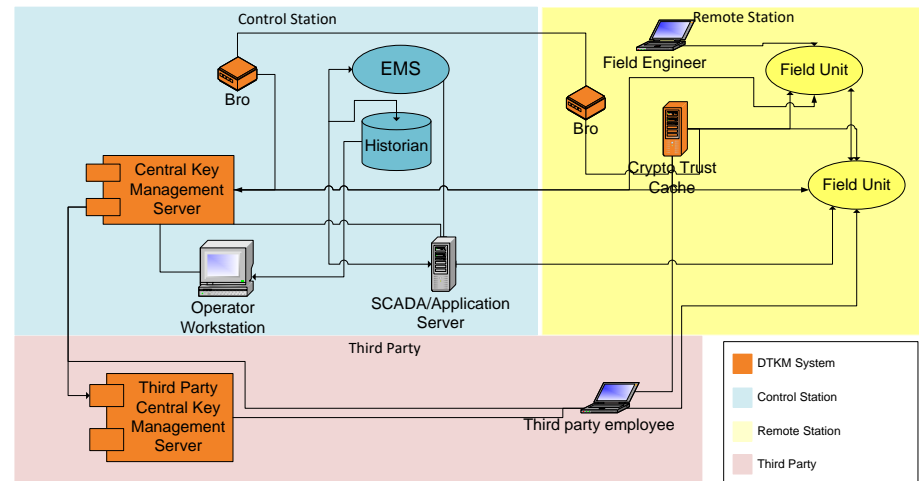 Control Station
Remote Station
EMS
Field Engineer
Field Unit
Bro
Bro
Historian
Crypto Trust
Cache
Central Key
Management
Server
Field Unit
Operator
Workstation
SCADA/Application
Server
Third Party
DTKM System
Third Party
Central Key
Management
Server
Control Station
Third party employee
Remote Station
Third Party